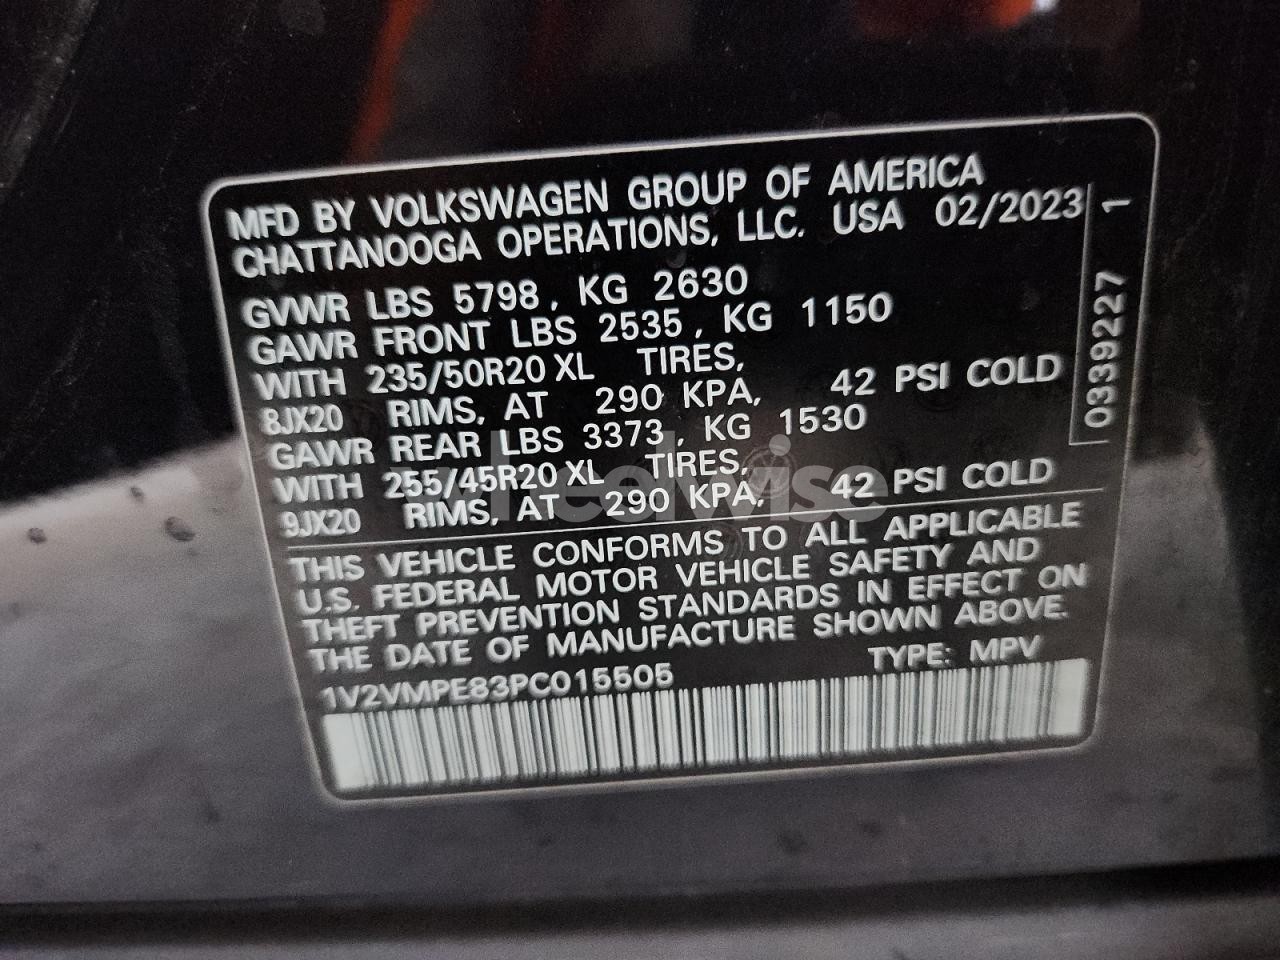 MFD BY VOLKSWAGEN GROUP OF AMERICA
CHATTANOOGA OPERATIONS, LLC. USA 02/2023
GVWR LBS 5798, KG 2630
GAWR FRONT LBS 2535, KG 1150
WITH 235/50R20 XL TIRES,
8JX20 RIMS, AT 290 KPA, 42 PSI COLD
GAWR REAR LBS 3373, KG 1530
WITH 255/45R20 XL TIRES,
9JX20 RIMS, AT 290 KPA, 42 PSI COLD
THIS VEHICLE CONFORMS TO ALL APPLICABLE
U.S. FEDERAL MOTOR VEHICLE SAFETY AND
THEFT PREVENTION STANDARDS IN EFFECT ON
THE DATE OF MANUFACTURE SHOWN ABOVE.
1V2VMPE83PC015505 TYPE: MPV
0339227 1
wheelwise